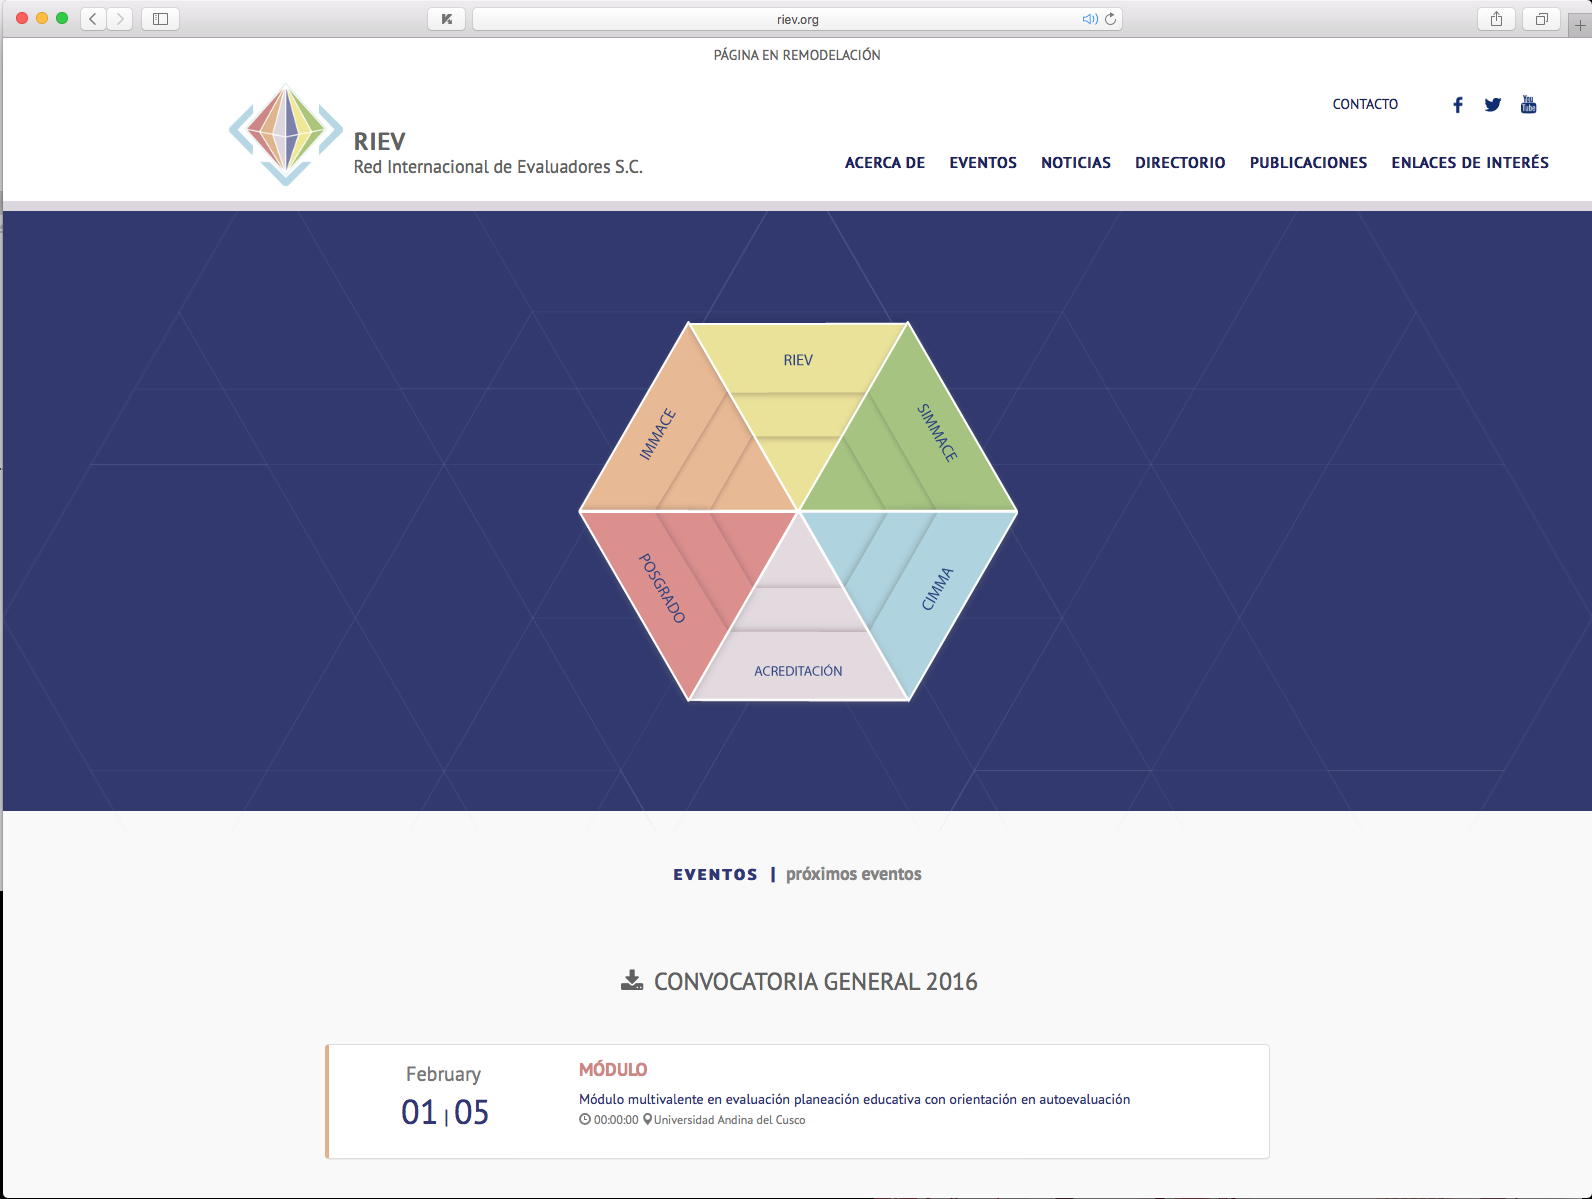 riev.org
PÁGINA EN REMODELACIÓN
CONTACTO
You
Tube
RIEV
Red Internacional de Evaluadores S.C.
ACERCA DE EVENTOS NOTICIAS DIRECTORIO PUBLICACIONES ENLACES DE INTERÉS
RIEV
IMMACE
SIMMACE
POSGRADO
CIMMA
ACREDITACIÓN
EVENTOS | próximos eventos
CONVOCATORIA GENERAL 2016
February
01 | 05
MÓDULO
Módulo multivalente en evaluación planeación educativa con orientación en autoevaluación
00:00:00 Universidad Andina del Cusco